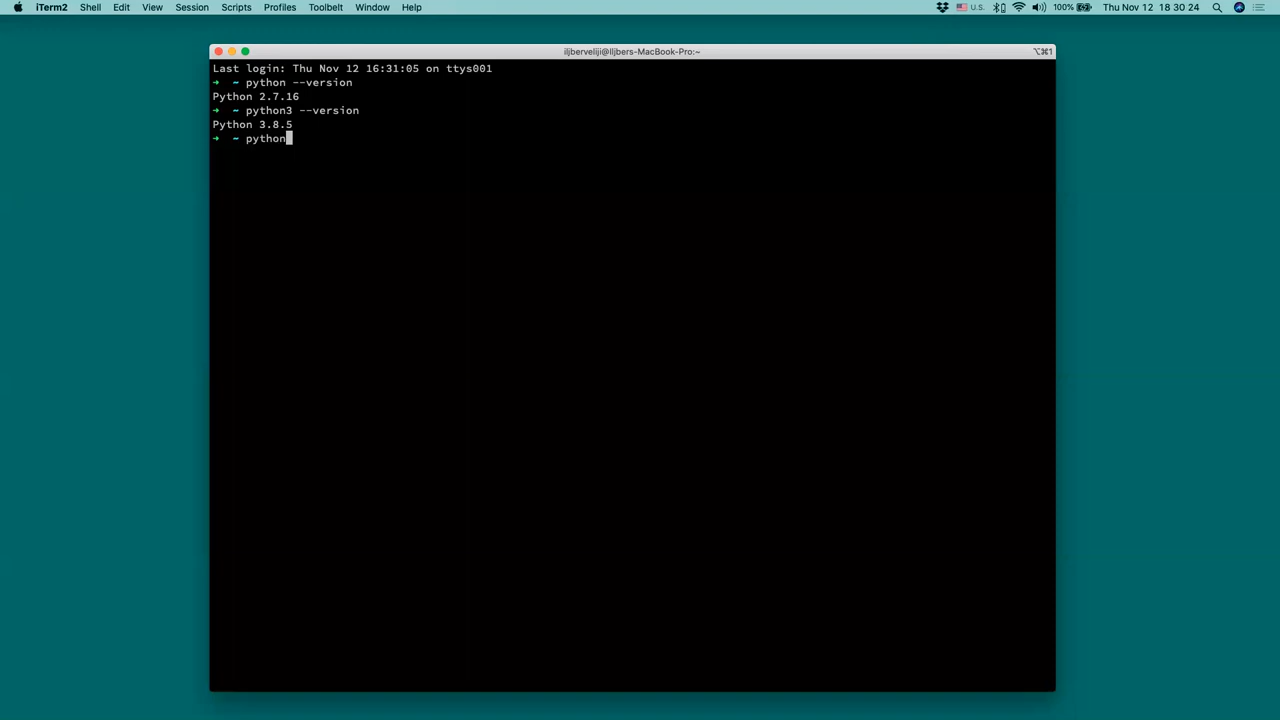 iTerm2 Shell Edit View Session Scripts Profiles Toolbelt Window Help U.S. 100% Thu Nov 12 18 30 24
iljberveliji@Iljbers-MacBook-Pro:~ ⌥⌘1
Last login: Thu Nov 12 16:31:05 on ttys001
➜ ~ python --version
Python 2.7.16
➜ ~ python3 --version
Python 3.8.5
➜ ~ python